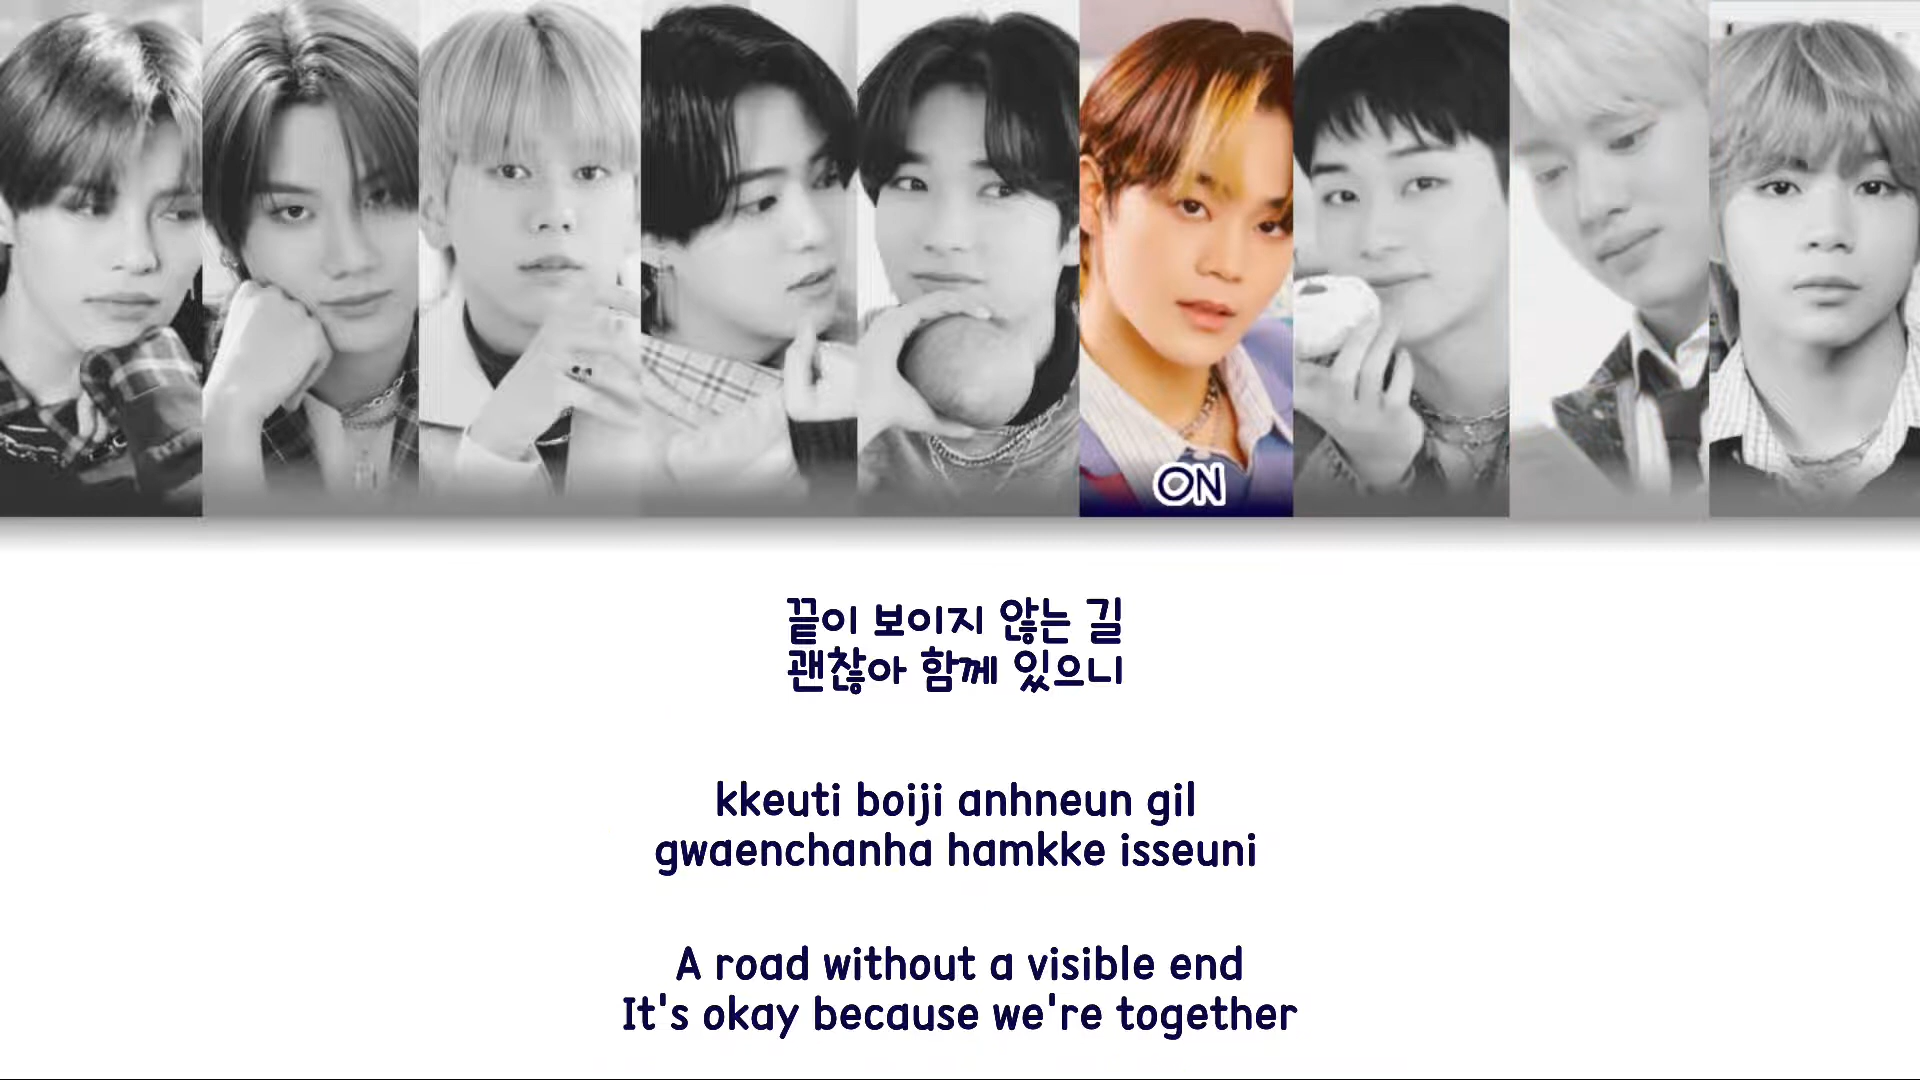 ON
끝이 보이지 않는 길
괜찮아 함께 있으니
kkeuti boiji anhneun gil
gwaenchanha hamkke isseuni
A road without a visible end
It's okay because we're together